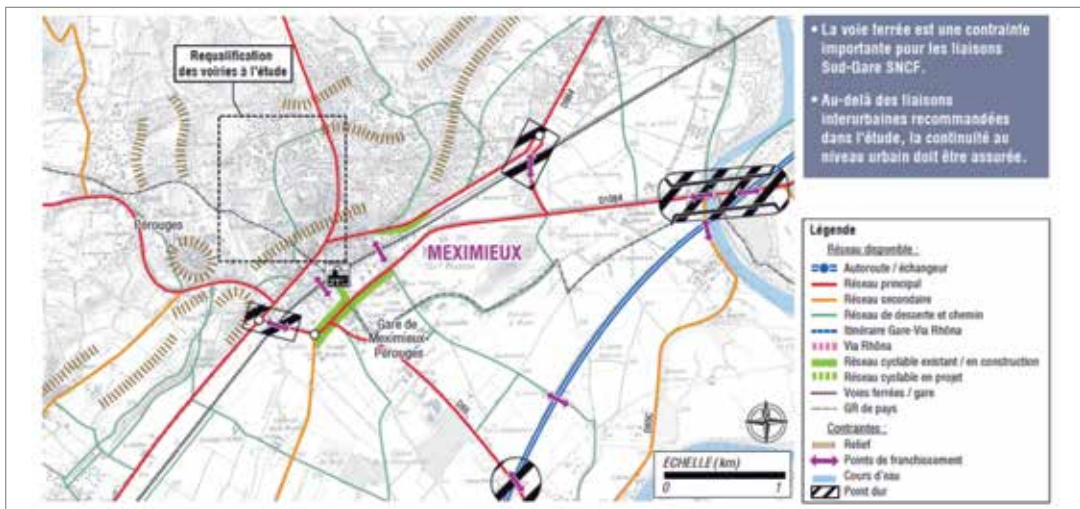 Requalification
des voiries à l'étude
Pérouges
MEXIMIEUX
Gare de
Meximieux-
Pérouges
D1084
ECHELLE (km)
0 1
• La voie ferrée est une contrainte
importante pour les liaisons
Sud-Gare SNCF.
• Au-delà des liaisons
interurbaines recommandées
dans l'étude, la continuité au
niveau urbain doit être assurée.
Légende
Réseau disponible :
Autoroute / échangeur
Réseau principal
Réseau secondaire
Réseau de desserte et chemin
Itinéraire Gare-Via Rhôna
Via Rhôna
Réseau cyclable existant / en construction
Réseau cyclable en projet
Voies ferrées / gare
GR de pays
Contraintes :
Relief
Points de franchissement
Cours d'eau
Point dur